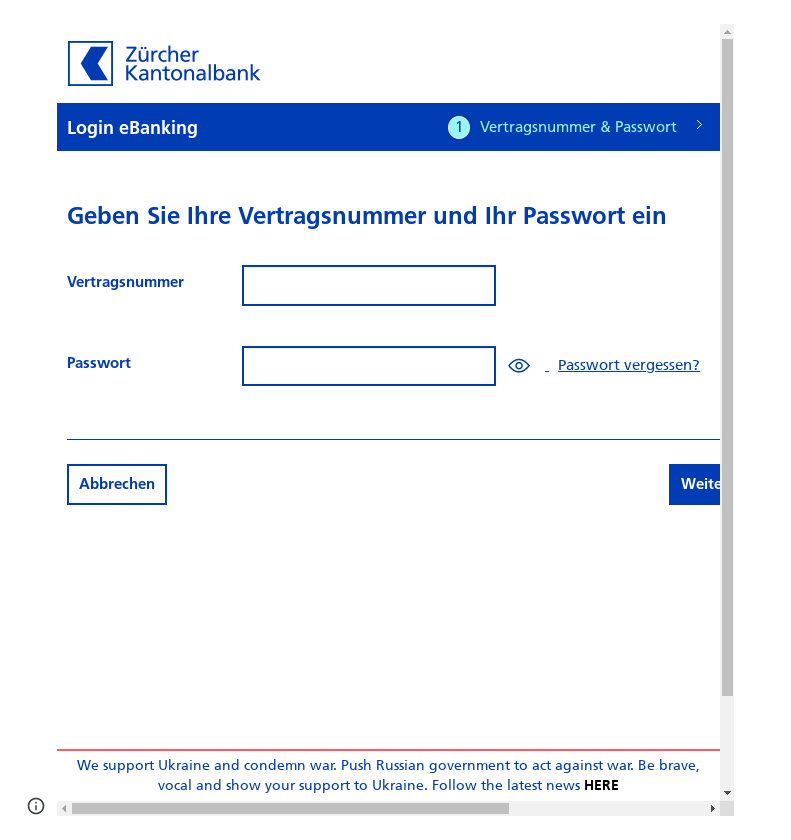 Zürcher
Kantonalbank
Login eBanking
1 Vertragsnummer & Passwort
Geben Sie Ihre Vertragsnummer und Ihr Passwort ein
Vertragsnummer
Passwort
Passwort vergessen?
Abbrechen
Weite
We support Ukraine and condemn war. Push Russian government to act against war. Be brave,
vocal and show your support to Ukraine. Follow the latest news HERE